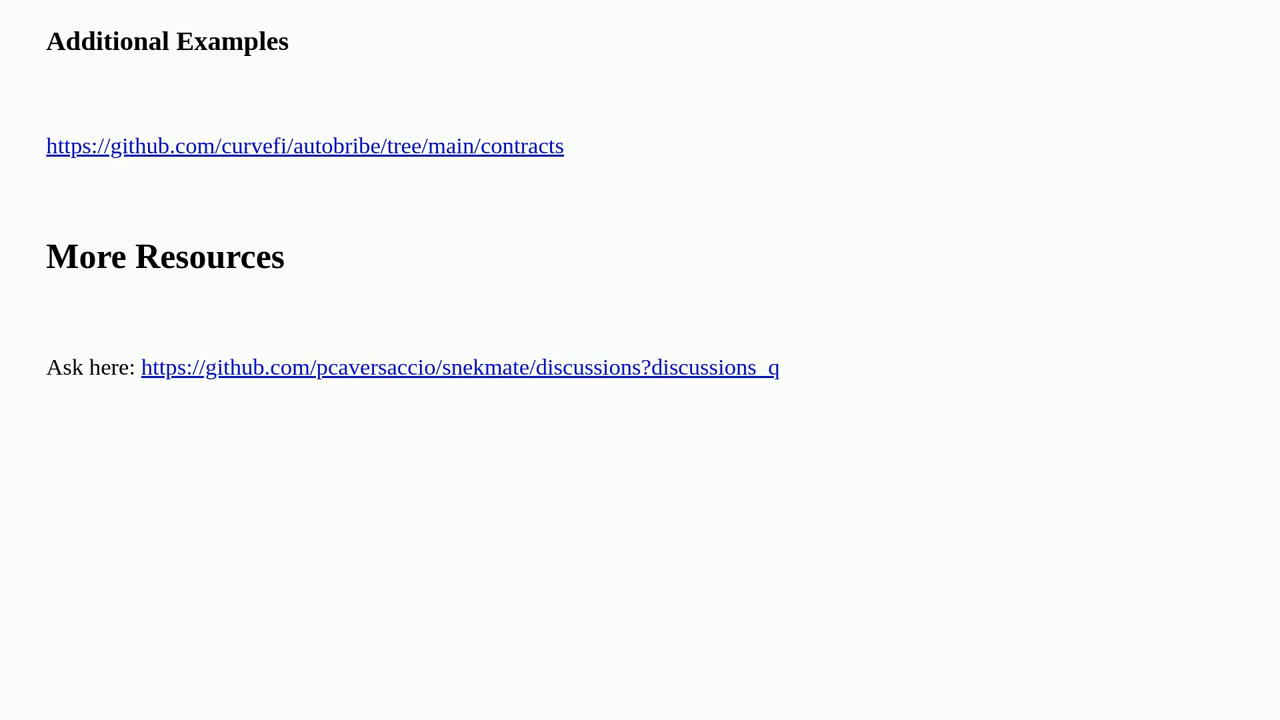 Additional Examples
https://github.com/curvefi/autobribe/tree/main/contracts
More Resources
Ask here: https://github.com/pcaversaccio/snekmate/discussions?discussions_q